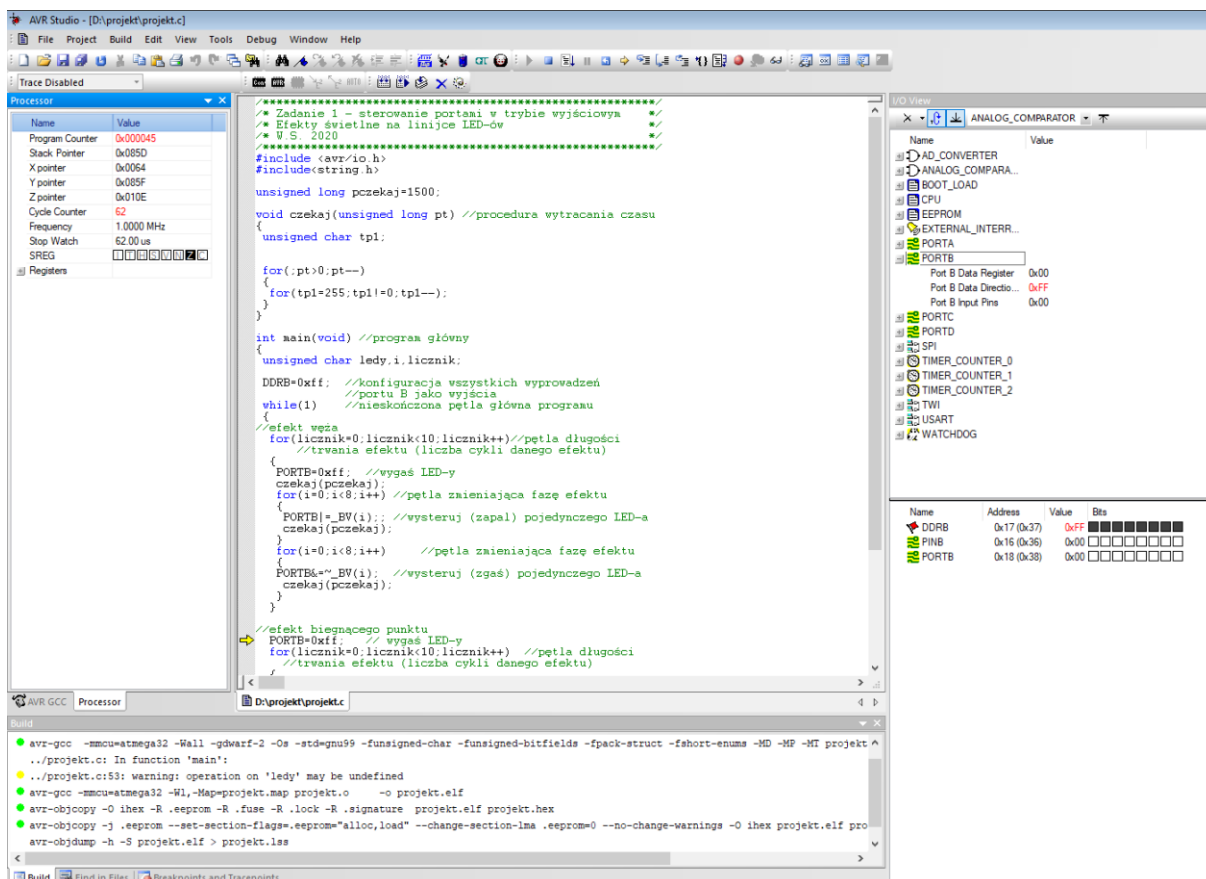 AVR Studio - [D:\projekt\projekt.c]
File Project Build Edit View Tools Debug Window Help
Trace Disabled
Processor
Name Value
Program Counter 0x000045
Stack Pointer 0x085D
X pointer 0x0064
Y pointer 0x085F
Z pointer 0x010E
Cycle Counter 62
Frequency 1.0000 MHz
Stop Watch 62.00 us
SREG I T H S V N Z C
Registers
AVR GCC Processor
/***********************************************************/
/* Zadanie 1 - sterowanie portami w trybie wyjściowym */
/* Efekty świetlne na linijce LED-ów */
/* W.S. 2020 */
/***********************************************************/
#include <avr/io.h>
#include<string.h>
unsigned long pczekaj=1500;
void czekaj(unsigned long pt) //procedura wytracania czasu
{
unsigned char tp1;
for(;pt>0;pt--)
{
for(tp1=255;tp1!=0;tp1--);
}
}
int main(void) //program główny
{
unsigned char ledy,i,licznik;
DDRB=0xff; //konfiguracja wszystkich wyprowadzeń
//portu B jako wyjścia
while(1) //nieskończona pętla główna programu
{
//efekt węża
for(licznik=0;licznik<10;licznik++)//pętla długości
//trwania efektu (liczba cykli danego efektu)
{
PORTB=0xff; //wygaś LED-y
czekaj(pczekaj);
for(i=0;i<8;i++) //pętla zmieniająca fazę efektu
{
PORTB|=_BV(i);; //wysteruj (zapal) pojedynczego LED-a
czekaj(pczekaj);
}
for(i=0;i<8;i++) //pętla zmieniająca fazę efektu
{
PORTB&=~_BV(i); //wysteruj (zgaś) pojedynczego LED-a
czekaj(pczekaj);
}
}
//efekt biegnącego punktu
PORTB=0xff; // wygaś LED-y
for(licznik=0;licznik<10;licznik++) //pętla długości
//trwania efektu (liczba cykli danego efektu)
{
D:\projekt\projekt.c
I/O View
ANALOG_COMPARATOR
Name Value
AD_CONVERTER
ANALOG_COMPARA...
BOOT_LOAD
CPU
EEPROM
EXTERNAL_INTERR...
PORTA
PORTB
Port B Data Register 0x00
Port B Data Directio... 0xFF
Port B Input Pins 0x00
PORTC
PORTD
SPI
TIMER_COUNTER_0
TIMER_COUNTER_1
TIMER_COUNTER_2
TWI
USART
WATCHDOG
Name Address Value Bits
DDRB 0x17 (0x37) 0xFF
PINB 0x16 (0x36) 0x00
PORTB 0x18 (0x38) 0x00
Build
avr-gcc -mmcu=atmega32 -Wall -gdwarf-2 -Os -std=gnu99 -funsigned-char -funsigned-bitfields -fpack-struct -fshort-enums -MD -MP -MT projekt
../projekt.c: In function 'main':
../projekt.c:53: warning: operation on 'ledy' may be undefined
avr-gcc -mmcu=atmega32 -Wl,-Map=projekt.map projekt.o -o projekt.elf
avr-objcopy -O ihex -R .eeprom -R .fuse -R .lock -R .signature projekt.elf projekt.hex
avr-objcopy -j .eeprom --set-section-flags=.eeprom="alloc,load" --change-section-lma .eeprom=0 --no-change-warnings -O ihex projekt.elf pro
avr-objdump -h -S projekt.elf > projekt.lss
Build Find in Files Breakpoints and Tracepoints